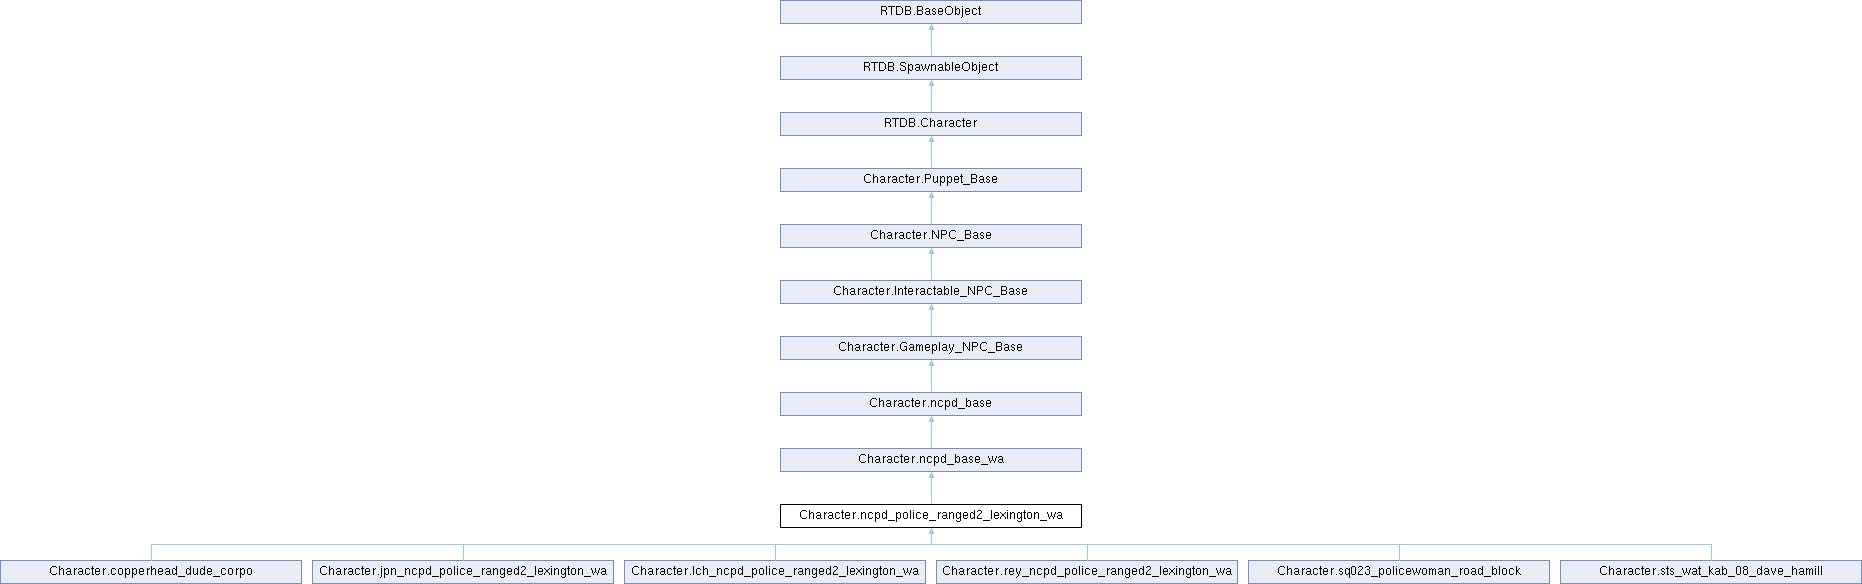 RTDB.BaseObject
RTDB.SpawnableObject
RTDB.Character
Character.Puppet_Base
Character.NPC_Base
Character.Interactable_NPC_Base
Character.Gameplay_NPC_Base
Character.ncpd_base
Character.ncpd_base_wa
Character.ncpd_police_ranged2_lexington_wa
Character.copperhead_dude_corpo
Character.jpn_ncpd_police_ranged2_lexington_wa
Character.lch_ncpd_police_ranged2_lexington_wa
Character.rey_ncpd_police_ranged2_lexington_wa
Character.sq023_policewoman_road_block
Character.sts_wat_kab_08_dave_hamill